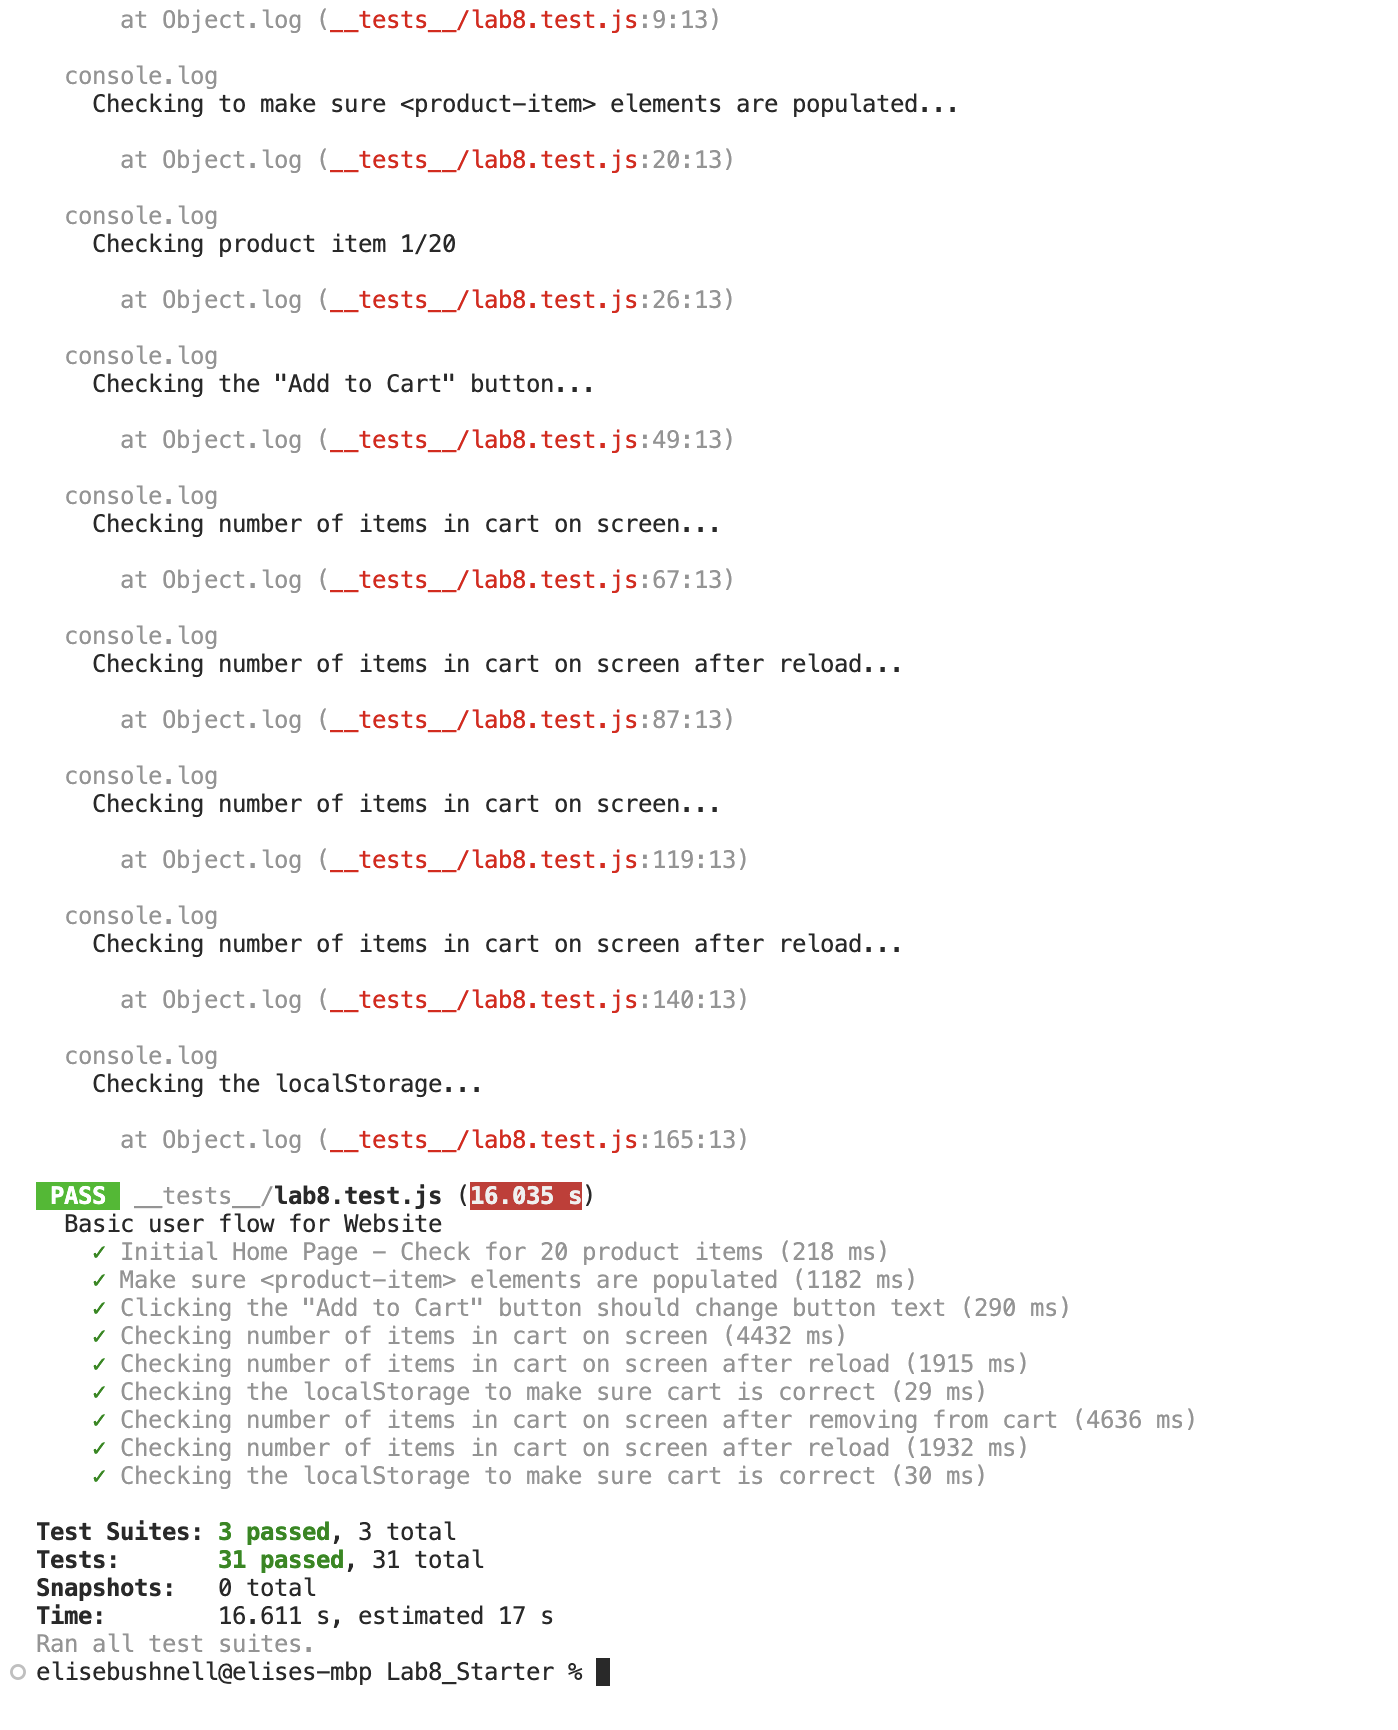 at Object.log (__tests__/lab8.test.js:9:13)
console.log
Checking to make sure <product-item> elements are populated...
at Object.log (__tests__/lab8.test.js:20:13)
console.log
Checking product item 1/20
at Object.log (__tests__/lab8.test.js:26:13)
console.log
Checking the "Add to Cart" button...
at Object.log (__tests__/lab8.test.js:49:13)
console.log
Checking number of items in cart on screen...
at Object.log (__tests__/lab8.test.js:67:13)
console.log
Checking number of items in cart on screen after reload...
at Object.log (__tests__/lab8.test.js:87:13)
console.log
Checking number of items in cart on screen...
at Object.log (__tests__/lab8.test.js:119:13)
console.log
Checking number of items in cart on screen after reload...
at Object.log (__tests__/lab8.test.js:140:13)
console.log
Checking the localStorage...
at Object.log (__tests__/lab8.test.js:165:13)
PASS __tests__/lab8.test.js (16.035 s)
Basic user flow for Website
✓ Initial Home Page - Check for 20 product items (218 ms)
✓ Make sure <product-item> elements are populated (1182 ms)
✓ Clicking the "Add to Cart" button should change button text (290 ms)
✓ Checking number of items in cart on screen (4432 ms)
✓ Checking number of items in cart on screen after reload (1915 ms)
✓ Checking the localStorage to make sure cart is correct (29 ms)
✓ Checking number of items in cart on screen after removing from cart (4636 ms)
✓ Checking number of items in cart on screen after reload (1932 ms)
✓ Checking the localStorage to make sure cart is correct (30 ms)
Test Suites: 3 passed, 3 total
Tests: 31 passed, 31 total
Snapshots: 0 total
Time: 16.611 s, estimated 17 s
Ran all test suites.
elisebushnell@elises-mbp Lab8_Starter %